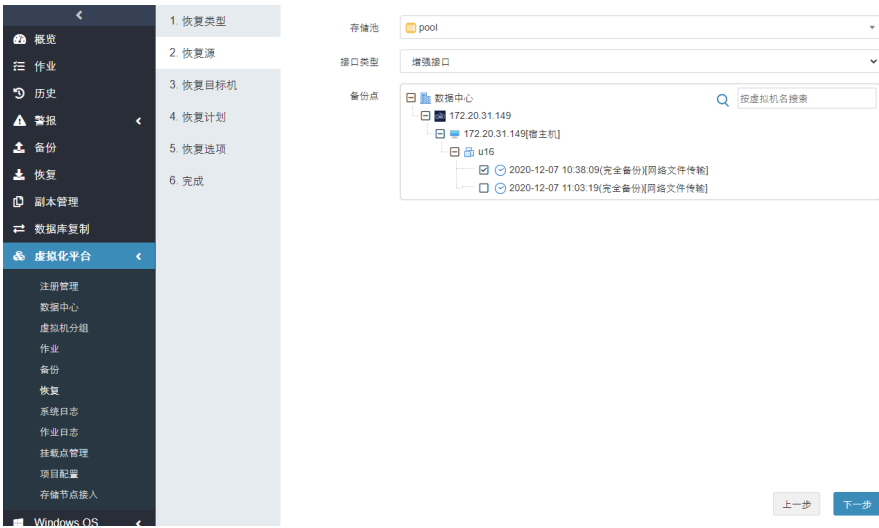 概览
作业
历史
警报
备份
恢复
副本管理
数据库复制
虚拟化平台
注册管理
数据中心
虚拟机分组
作业
备份
恢复
系统日志
作业日志
挂载点管理
项目配置
存储节点接入
Windows OS
1. 恢复类型
2. 恢复源
3. 恢复目标机
4. 恢复计划
5. 恢复选项
6. 完成
存储池 pool
接口类型 增强接口
备份点 数据中心 按虚拟机名搜索
172.20.31.149
172.20.31.149[宿主机]
u16
2020-12-07 10:38:09(完全备份)[网络文件传输]
2020-12-07 11:03:19(完全备份)[网络文件传输]
上一步 下一步